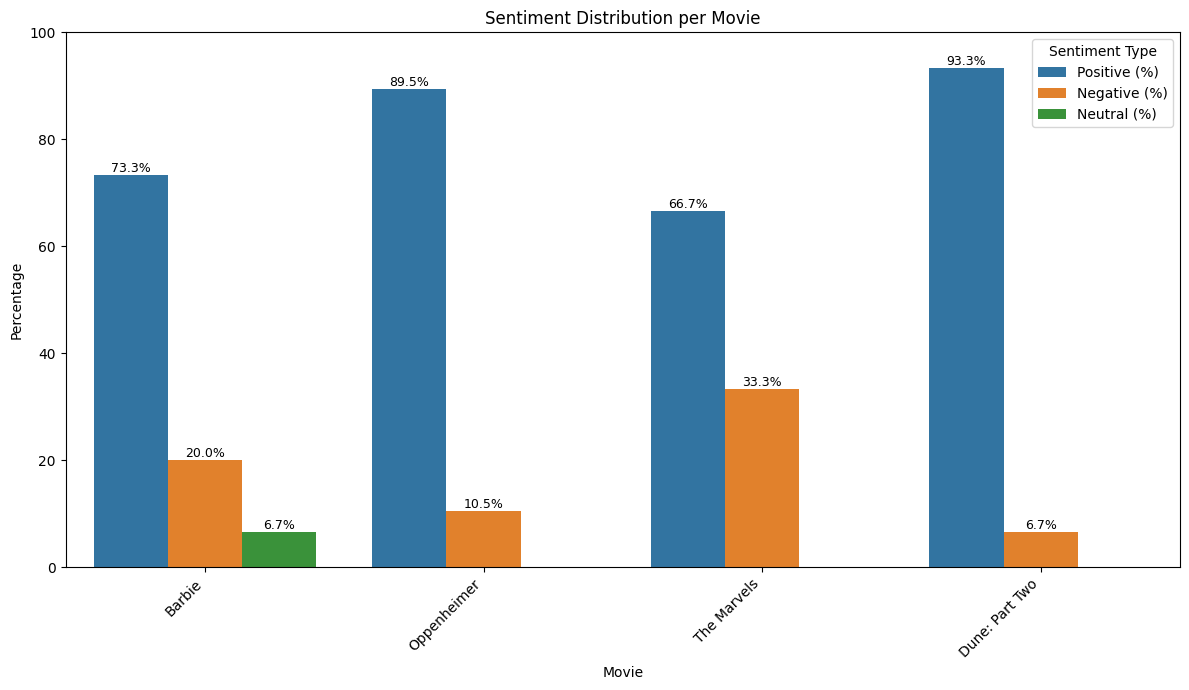 Sentiment Distribution per Movie
Sentiment Type
Positive (%)
Negative (%)
Neutral (%)
Percentage
100
80
60
40
20
0
73.3%
20.0%
6.7%
89.5%
10.5%
66.7%
33.3%
93.3%
6.7%
Barbie
Oppenheimer
The Marvels
Dune: Part Two
Movie